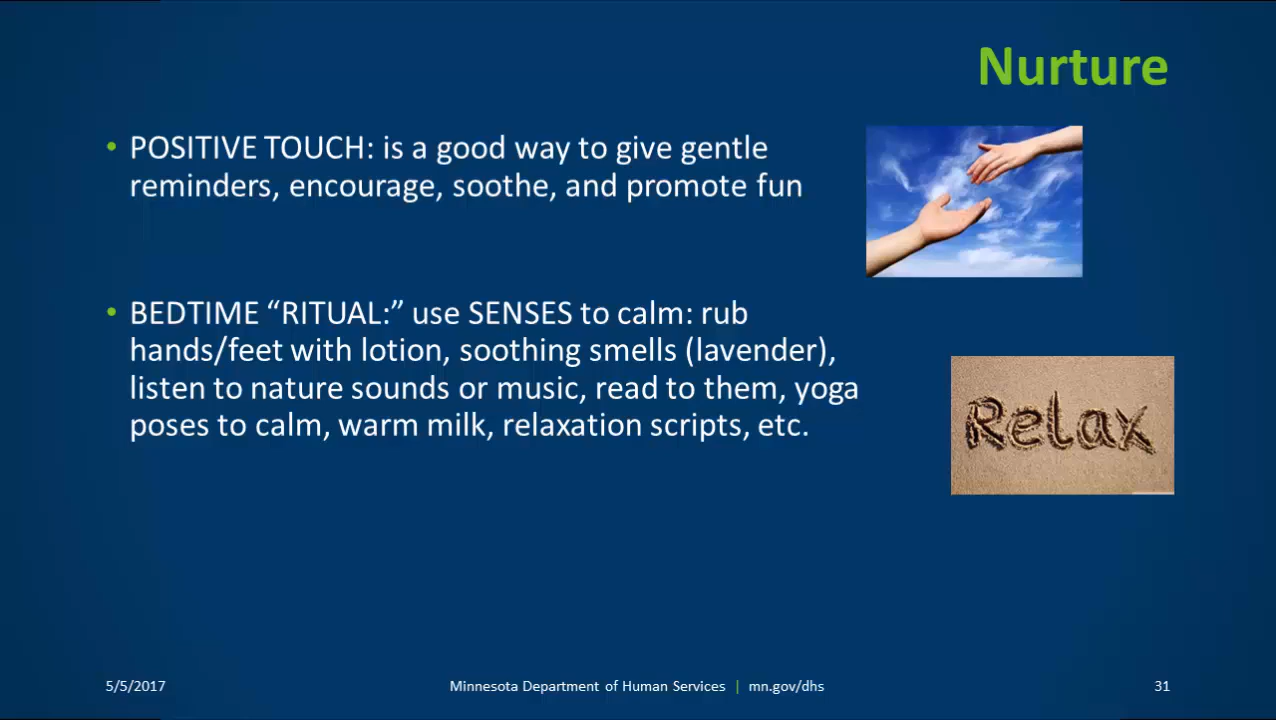 Nurture
• POSITIVE TOUCH: is a good way to give gentle
reminders, encourage, soothe, and promote fun
• BEDTIME “RITUAL:” use SENSES to calm: rub
hands/feet with lotion, soothing smells (lavender),
listen to nature sounds or music, read to them, yoga
poses to calm, warm milk, relaxation scripts, etc.
Relax
5/5/2017
Minnesota Department of Human Services | mn.gov/dhs
31